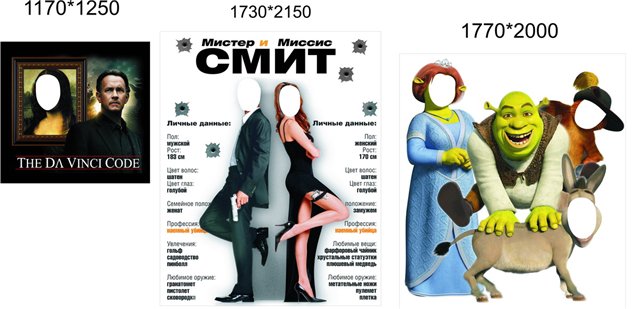 1170*1250
THE DA VINCI CODE
1730*2150
Мистер и Миссис
СМИТ
Личные данные:
Пол:
мужской
Рост:
183 см
Цвет волос:
шатен
Цвет глаз:
голубой
Семейное полож
женат
Профессия:
наемный убийца
Увлечения:
гольф
садоводство
пинболл
Любимое оружие:
гранатомет
пистолет
сковородка
Личные данные:
Пол:
женский
Рост:
170 см
Цвет волос:
шатен
Цвет глаз:
голубой
положение:
замужем
Профессия:
наемный убийца
Любимые вещи:
фарфоровый чайник
хрустальные статуэтки
плюшевый медведь
Любимое оружие:
метательные ножи
пулемет
плетка
1770*2000